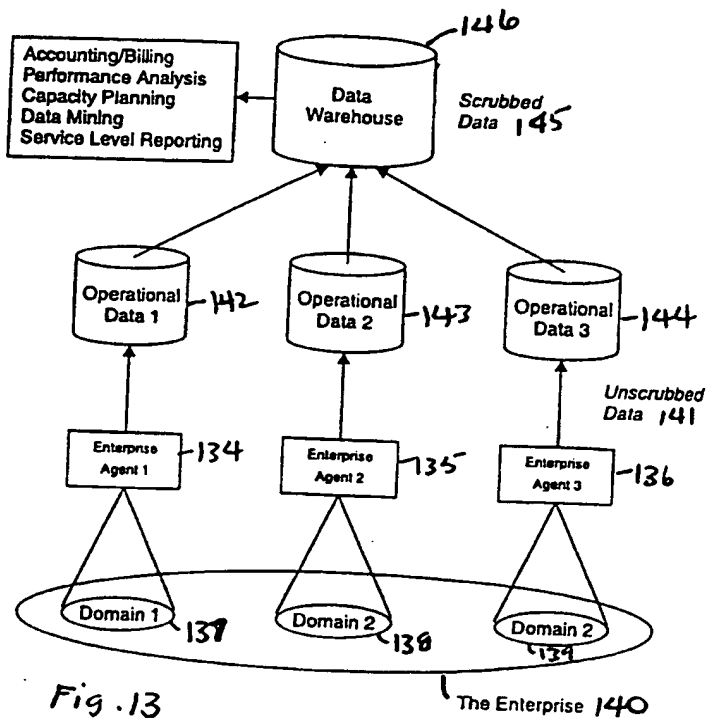 146
Accounting/Billing
Performance Analysis
Capacity Planning
Data Mining
Service Level Reporting
Data
Warehouse
Scrubbed
Data 145
Operational
Data 1
142
Operational
Data 2
143
Operational
Data 3
144
Unscrubbed
Data 141
Enterprise
Agent 1
134
Enterprise
Agent 2
135
Enterprise
Agent 3
136
Domain 1
137
Domain 2
138
Domain 2
139
Fig. 13
The Enterprise 140